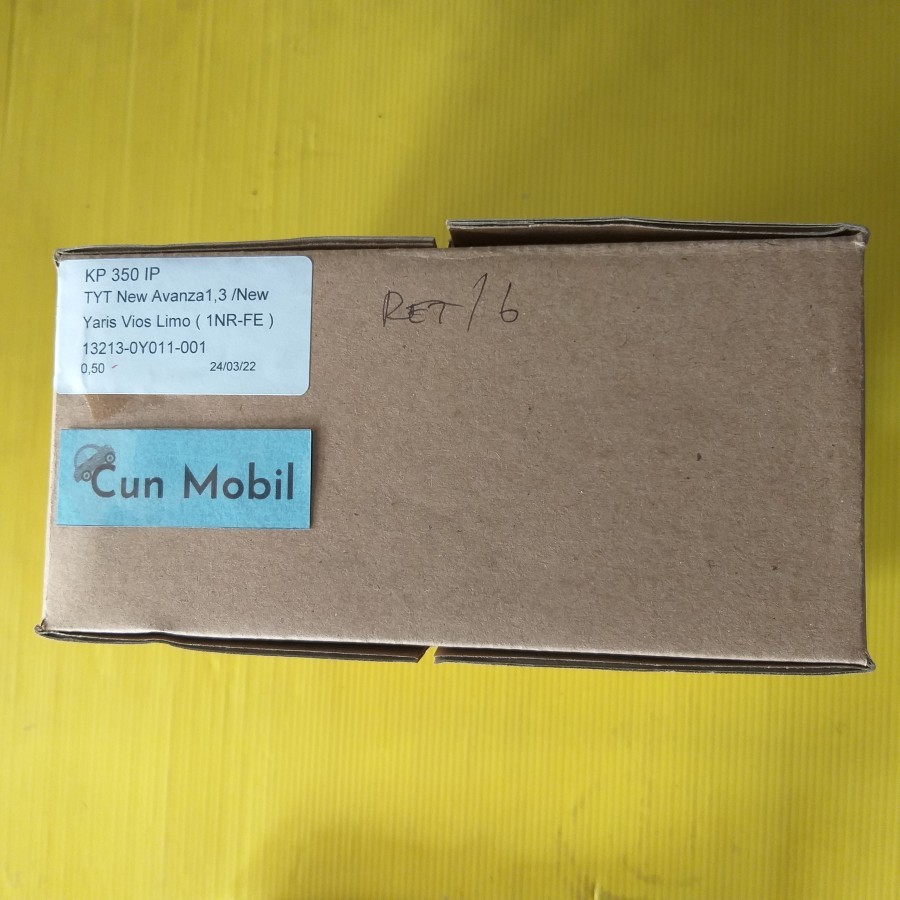 KP 350 IP
TYT New Avanza1,3 /New
Yaris Vios Limo ( 1NR-FE )
13213-0Y011-001
0,50 24/03/22
RET / 6
Cun Mobil